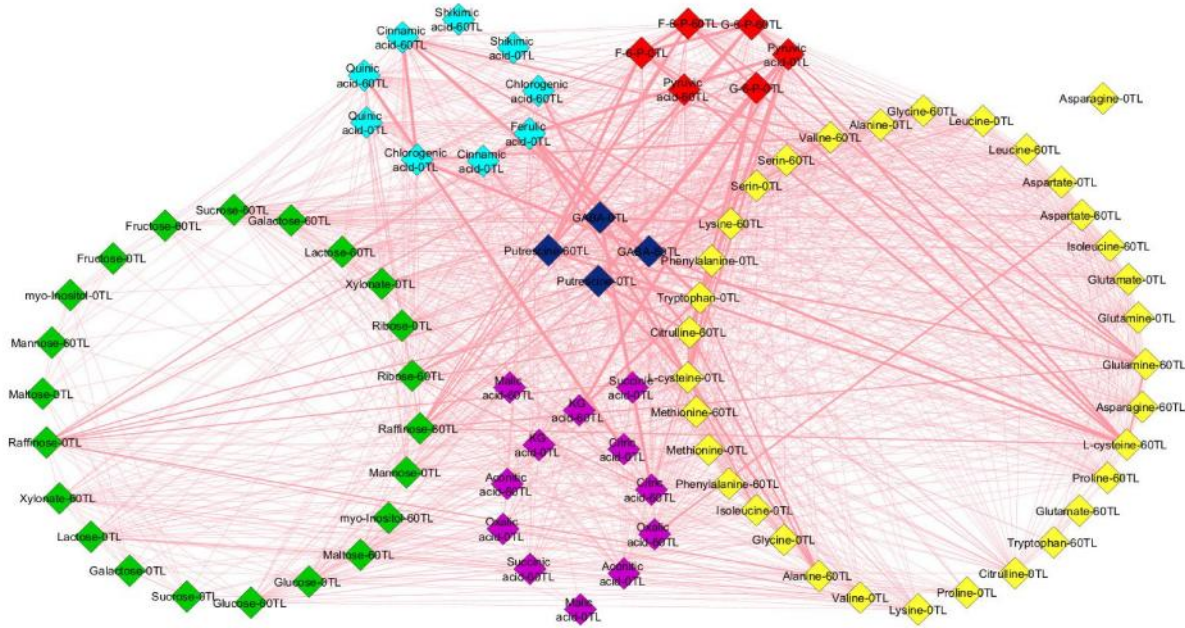 Cinnamic
acid-60TL
Shikimic
acid-60TL
Shikimic
acid-0TL
Quinic
acid-60TL
Chlorogenic
acid-60TL
Quinic
acid-0TL
Ferulic
acid-0TL
Chlorogenic
acid-0TL
Cinnamic
acid-0TL
F-6-P-60TL
G-6-P-60TL
F-6-P-0TL
Pyruvic
acid-0TL
Pyruvic
acid-60TL
G-6-P-0TL
Asparagine-0TL
Glycine-60TL
Alanine-0TL
Leucine-0TL
Valine-60TL
Leucine-60TL
Serin-60TL
Serin-0TL
Aspartate-0TL
Aspartate-60TL
Lysine-60TL
Isoleucine-60TL
Phenylalanine-0TL
Glutamate-0TL
Tryptophan-0TL
Glutamine-0TL
Citrulline-60TL
Glutamine-60TL
L-cysteine-0TL
Asparagine-60TL
Methionine-60TL
L-cysteine-60TL
Methionine-0TL
Proline-60TL
Phenylalanine-60TL
Glutamate-60TL
Isoleucine-0TL
Tryptophan-60TL
Glycine-0TL
Citrulline-0TL
Alanine-60TL
Proline-0TL
Valine-0TL
Lysine-0TL
GABA-0TL
Putrescine-60TL
GABA-60TL
Putrescine-0TL
Sucrose-60TL
Galactose-60TL
Fructose-60TL
Lactose-60TL
Fructose-0TL
Xylonate-0TL
myo-Inositol-0TL
Ribose-0TL
Mannose-60TL
Ribose-60TL
Maltose-0TL
Raffinose-60TL
Raffinose-0TL
Mannose-0TL
Xylonate-60TL
myo-Inositol-60TL
Lactose-0TL
Maltose-60TL
Galactose-0TL
Glucose-0TL
Sucrose-0TL
Glucose-60TL
Malic
acid-60TL
Succinic
acid-0TL
KG
acid-60TL
KG
acid-0TL
Citric
acid-0TL
Aconitic
acid-60TL
Citric
acid-60TL
Oxalic
acid-0TL
Oxalic
acid-60TL
Succinic
acid-60TL
Aconitic
acid-0TL
Malic
acid-0TL